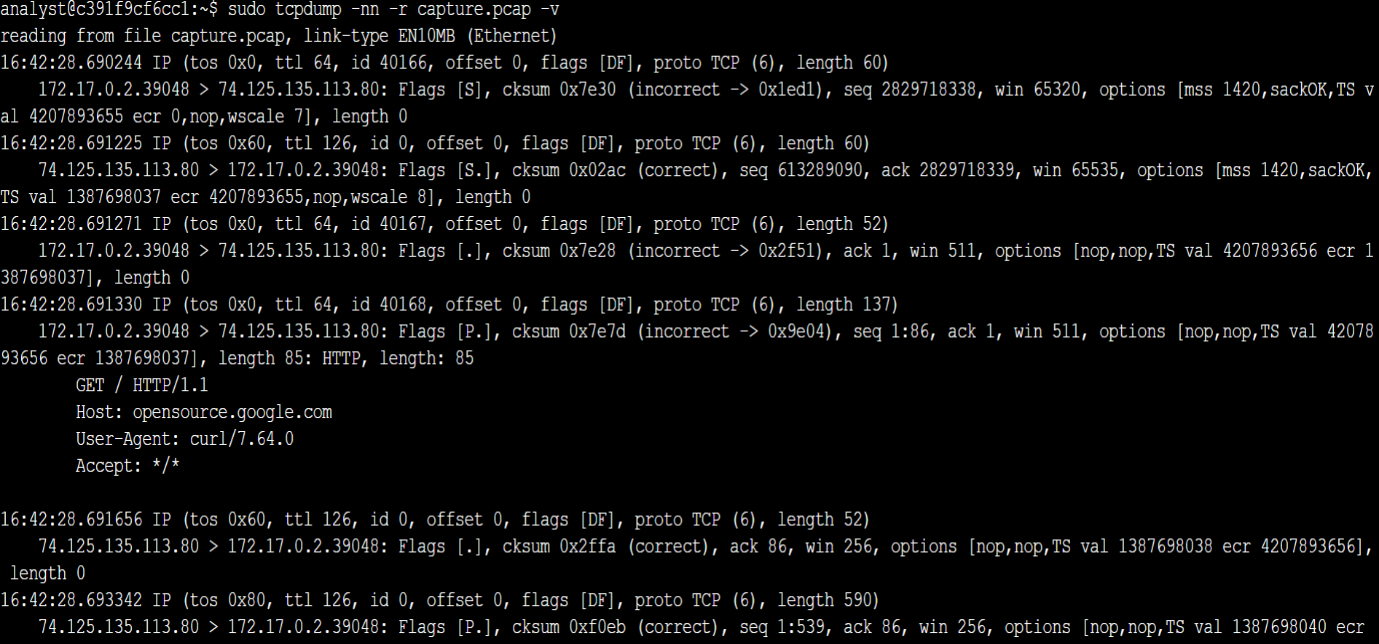 analyst@c391f9cf6cc1:~$ sudo tcpdump -nn -r capture.pcap -v
reading from file capture.pcap, link-type EN10MB (Ethernet)
16:42:28.690244 IP (tos 0x0, ttl 64, id 40166, offset 0, flags [DF], proto TCP (6), length 60)
    172.17.0.2.39048 > 74.125.135.113.80: Flags [S], cksum 0x7e30 (incorrect -> 0x1ed1), seq 2829718338, win 65320, options [mss 1420,sackOK,TS v
al 4207893655 ecr 0,nop,wscale 7], length 0
16:42:28.691225 IP (tos 0x60, ttl 126, id 0, offset 0, flags [DF], proto TCP (6), length 60)
    74.125.135.113.80 > 172.17.0.2.39048: Flags [S.], cksum 0x02ac (correct), seq 613289090, ack 2829718339, win 65535, options [mss 1420,sackOK,
TS val 1387698037 ecr 4207893655,nop,wscale 8], length 0
16:42:28.691271 IP (tos 0x0, ttl 64, id 40167, offset 0, flags [DF], proto TCP (6), length 52)
    172.17.0.2.39048 > 74.125.135.113.80: Flags [.], cksum 0x7e28 (incorrect -> 0x2f51), ack 1, win 511, options [nop,nop,TS val 4207893656 ecr 1
387698037], length 0
16:42:28.691330 IP (tos 0x0, ttl 64, id 40168, offset 0, flags [DF], proto TCP (6), length 137)
    172.17.0.2.39048 > 74.125.135.113.80: Flags [P.], cksum 0x7e7d (incorrect -> 0x9e04), seq 1:86, ack 1, win 511, options [nop,nop,TS val 42078
93656 ecr 1387698037], length 85: HTTP, length: 85
        GET / HTTP/1.1
        Host: opensource.google.com
        User-Agent: curl/7.64.0
        Accept: */*

16:42:28.691656 IP (tos 0x60, ttl 126, id 0, offset 0, flags [DF], proto TCP (6), length 52)
    74.125.135.113.80 > 172.17.0.2.39048: Flags [.], cksum 0x2ffa (correct), ack 86, win 256, options [nop,nop,TS val 1387698038 ecr 4207893656],
 length 0
16:42:28.693342 IP (tos 0x80, ttl 126, id 0, offset 0, flags [DF], proto TCP (6), length 590)
    74.125.135.113.80 > 172.17.0.2.39048: Flags [P.], cksum 0xf0eb (correct), seq 1:539, ack 86, win 256, options [nop,nop,TS val 1387698040 ecr